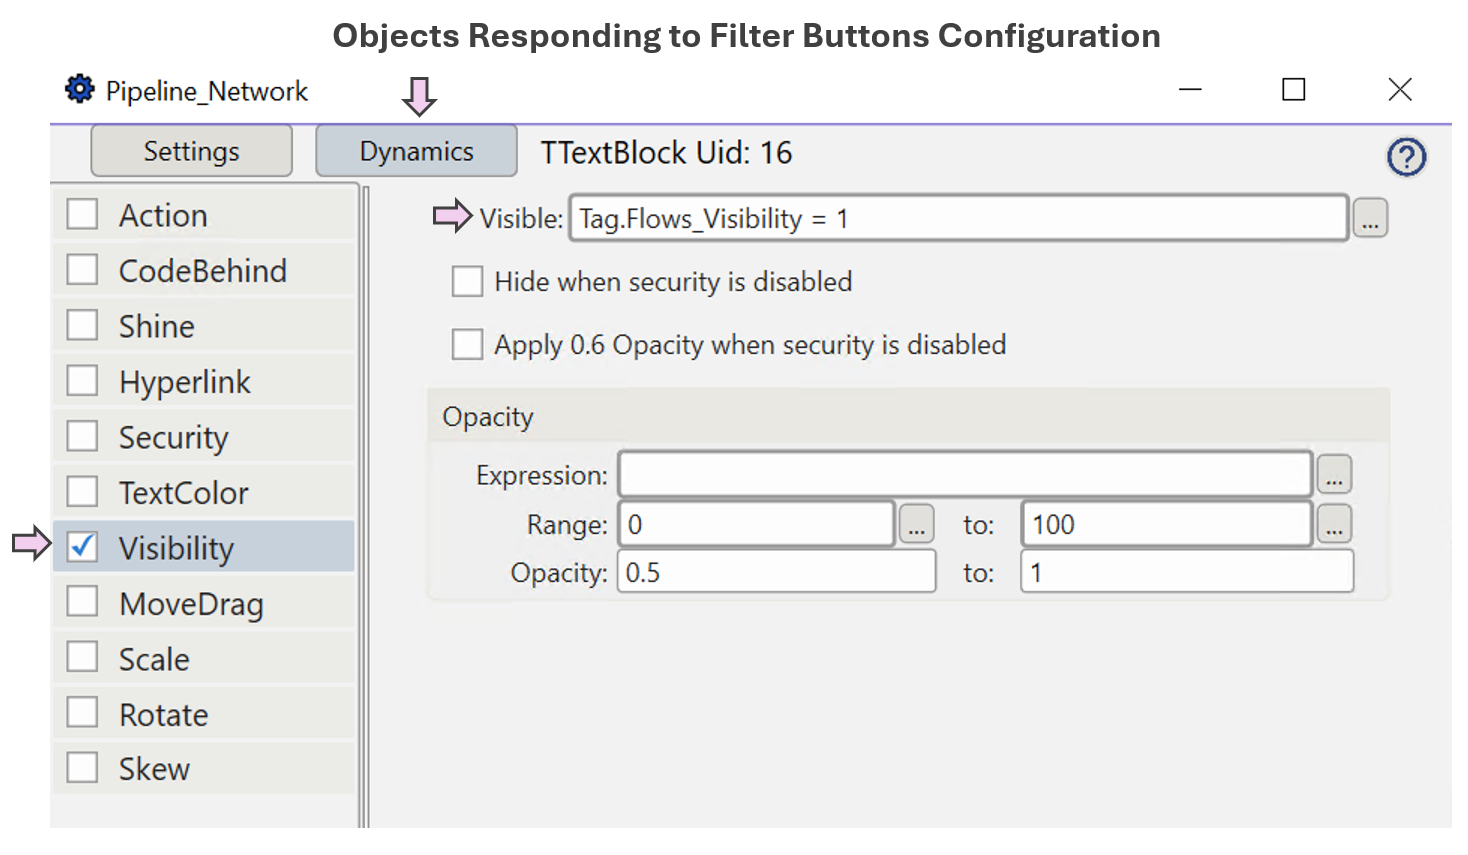 Objects Responding to Filter Buttons Configuration
Pipeline_Network
Settings
Dynamics
TTextBlock Uid: 16
?
Action
CodeBehind
Shine
Hyperlink
Security
TextColor
Visibility
MoveDrag
Scale
Rotate
Skew
Visible: Tag.Flows_Visibility = 1 ...
Hide when security is disabled
Apply 0.6 Opacity when security is disabled
Opacity
Expression: ...
Range: 0 ... to: 100 ...
Opacity: 0.5 to: 1